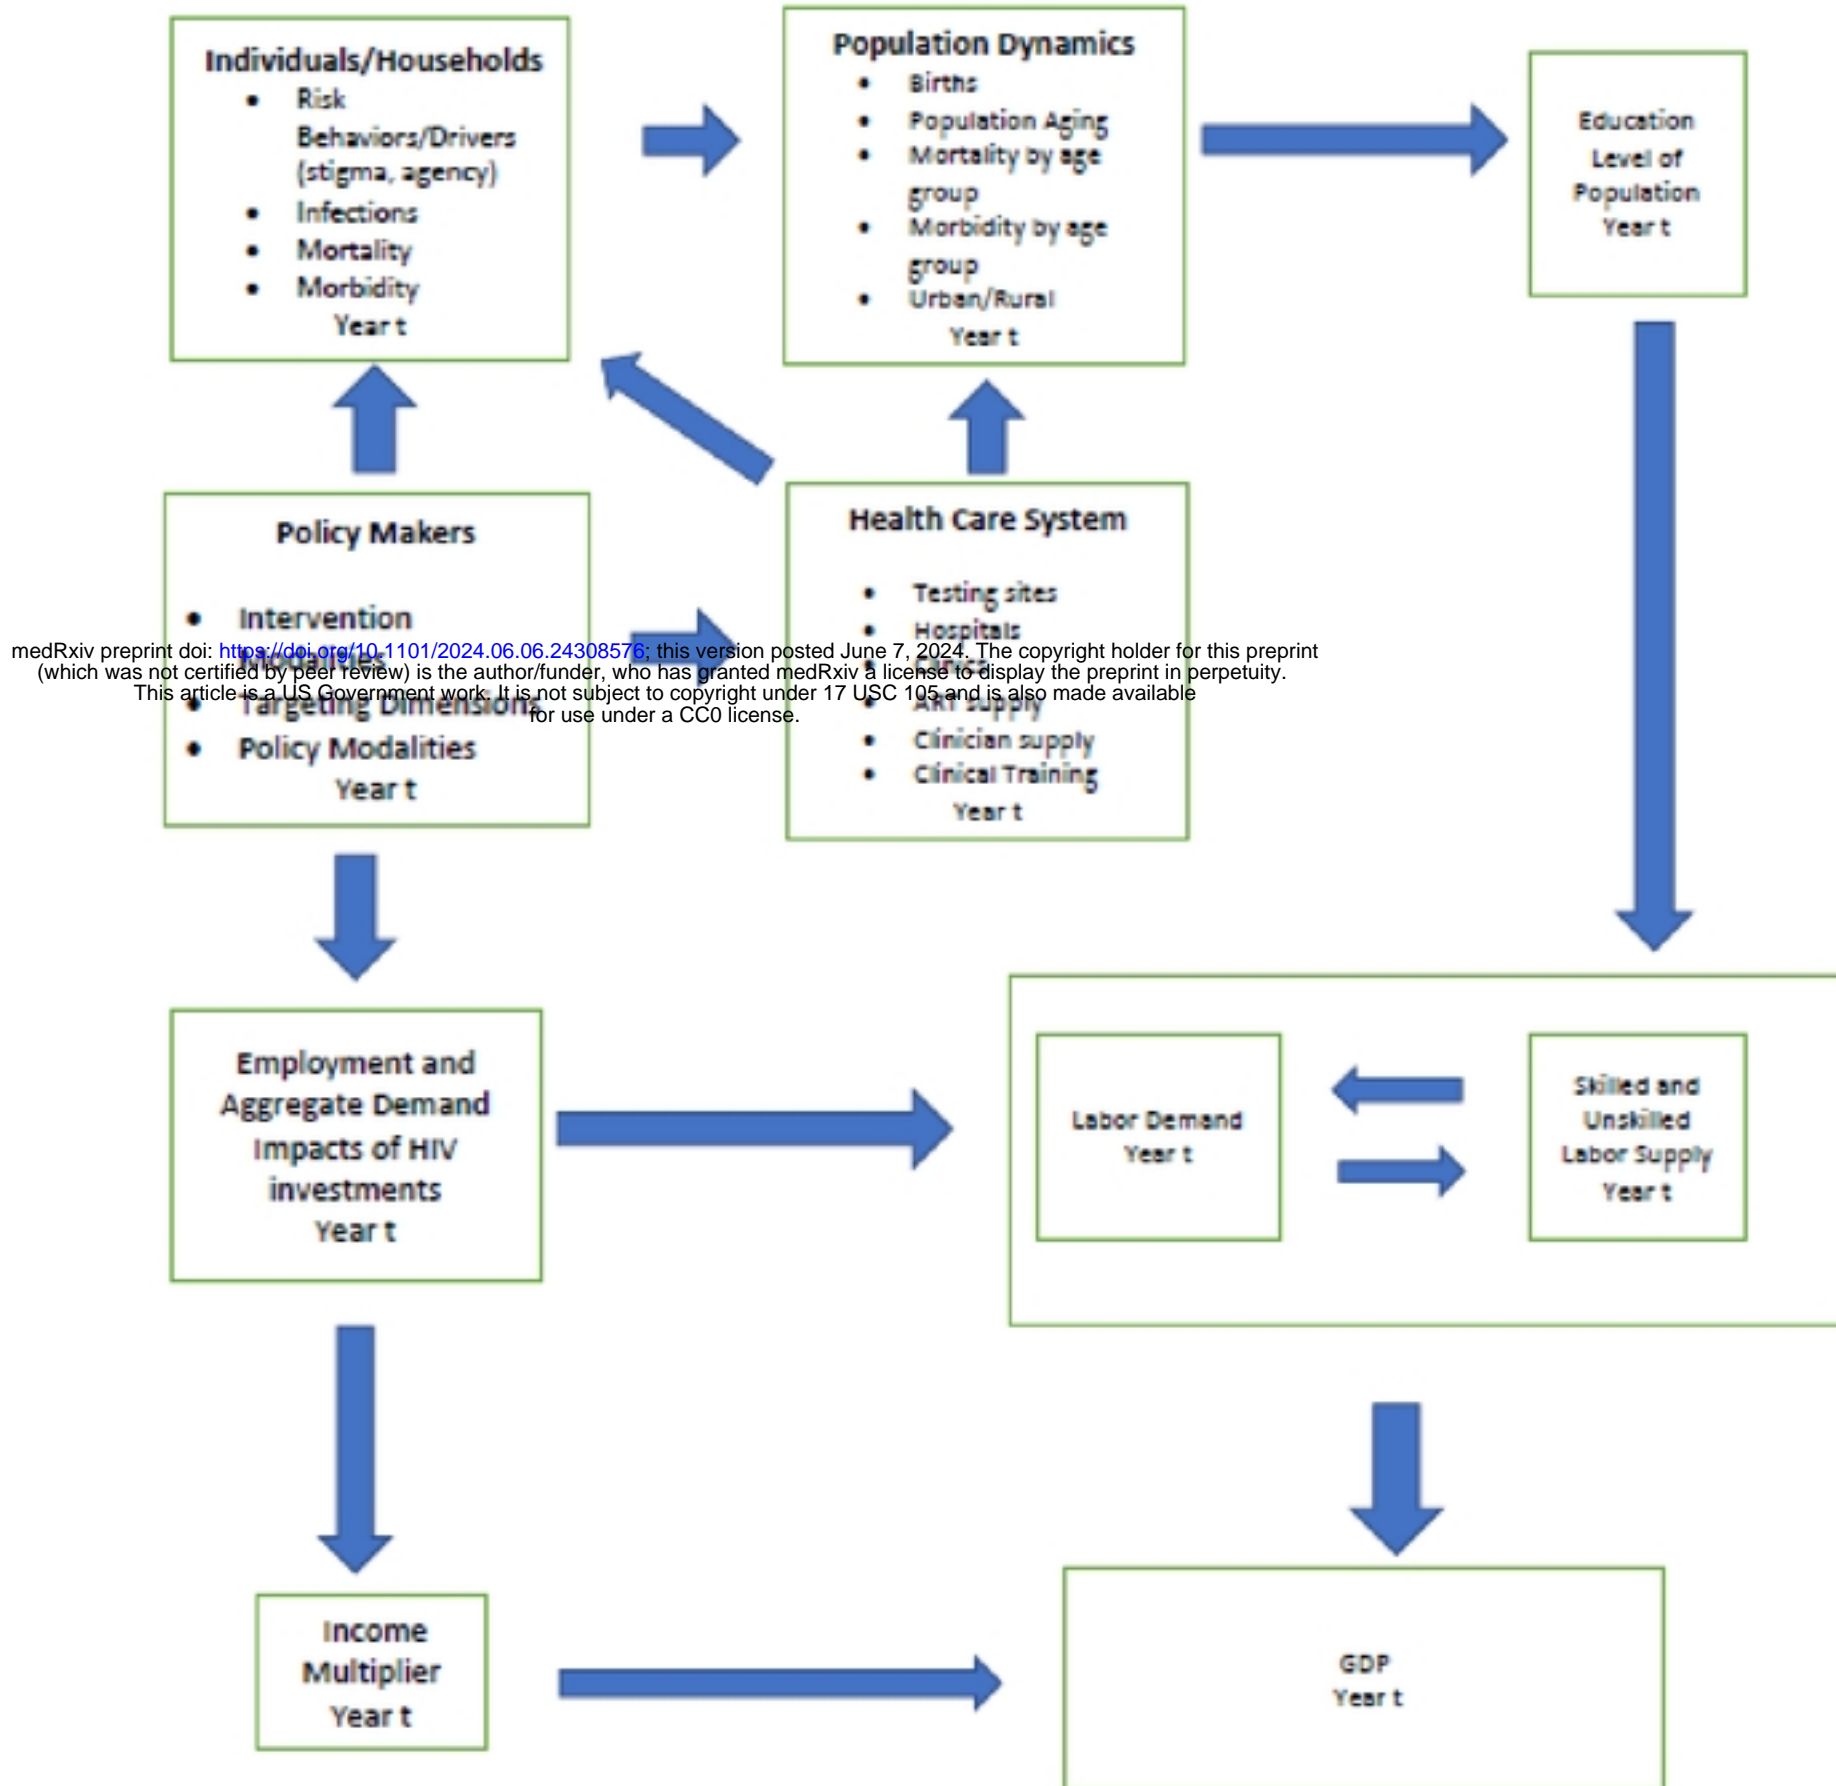 Individuals/Households
• Risk
Behaviors/Drivers
(stigma, agency)
• Infections
• Mortality
• Morbidity
Year t
Population Dynamics
• Births
• Population Aging
• Mortality by age
group
• Morbidity by age
group
• Urban/Rural
Year t
Education
Level of
Population
Year t
Policy Makers
• Intervention
Modalities
• Targeting Dimensions
• Policy Modalities
Year t
Health Care System
• Testing sites
• Hospitals
• Clinics
• ART supply
• Clinician supply
• Clinical Training
Year t
medRxiv preprint doi: https://doi.org/10.1101/2024.06.06.24308576; this version posted June 7, 2024. The copyright holder for this preprint
(which was not certified by peer review) is the author/funder, who has granted medRxiv a license to display the preprint in perpetuity.
This article is a US Government work. It is not subject to copyright under 17 USC 105 and is also made available
for use under a CC0 license.
Employment and
Aggregate Demand
Impacts of HIV
investments
Year t
Labor Demand
Year t
Skilled and
Unskilled
Labor Supply
Year t
Income
Multiplier
Year t
GDP
Year t